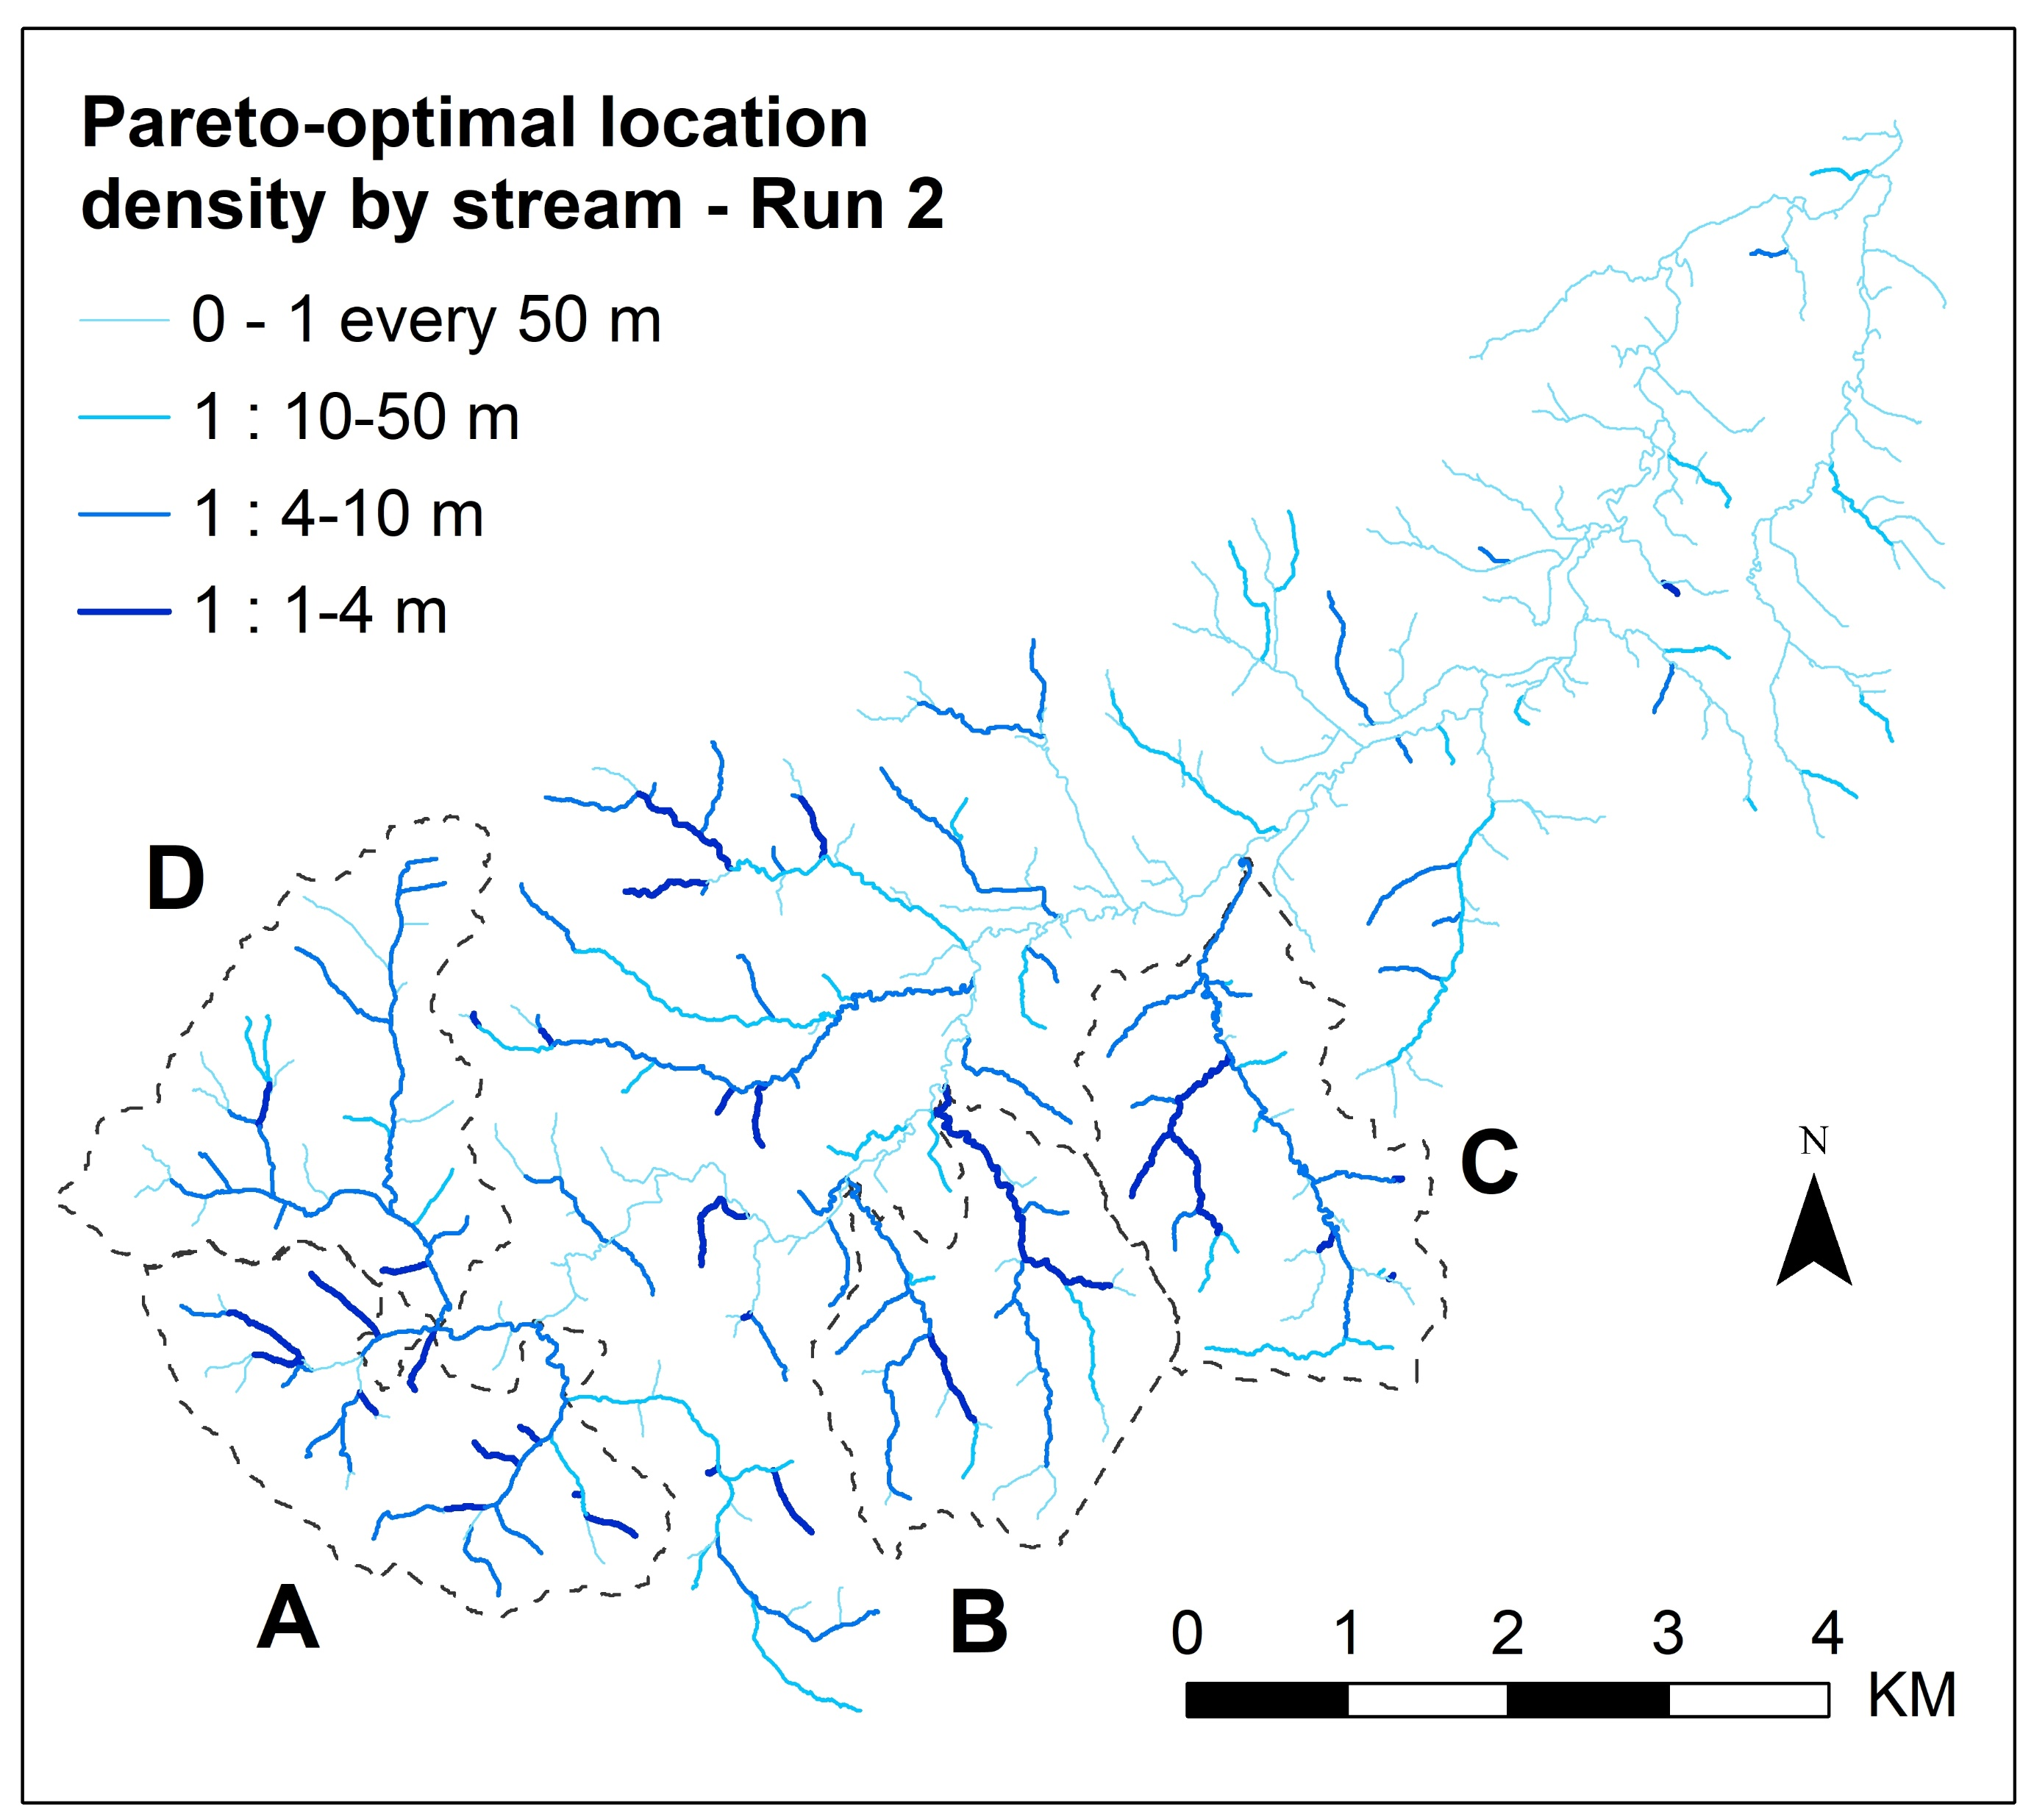 Pareto-optimal location
density by stream - Run 2
0 - 1 every 50 m
1 : 10-50 m
1 : 4-10 m
1 : 1-4 m
D
C
N
A
B
0 1 2 3 4
KM